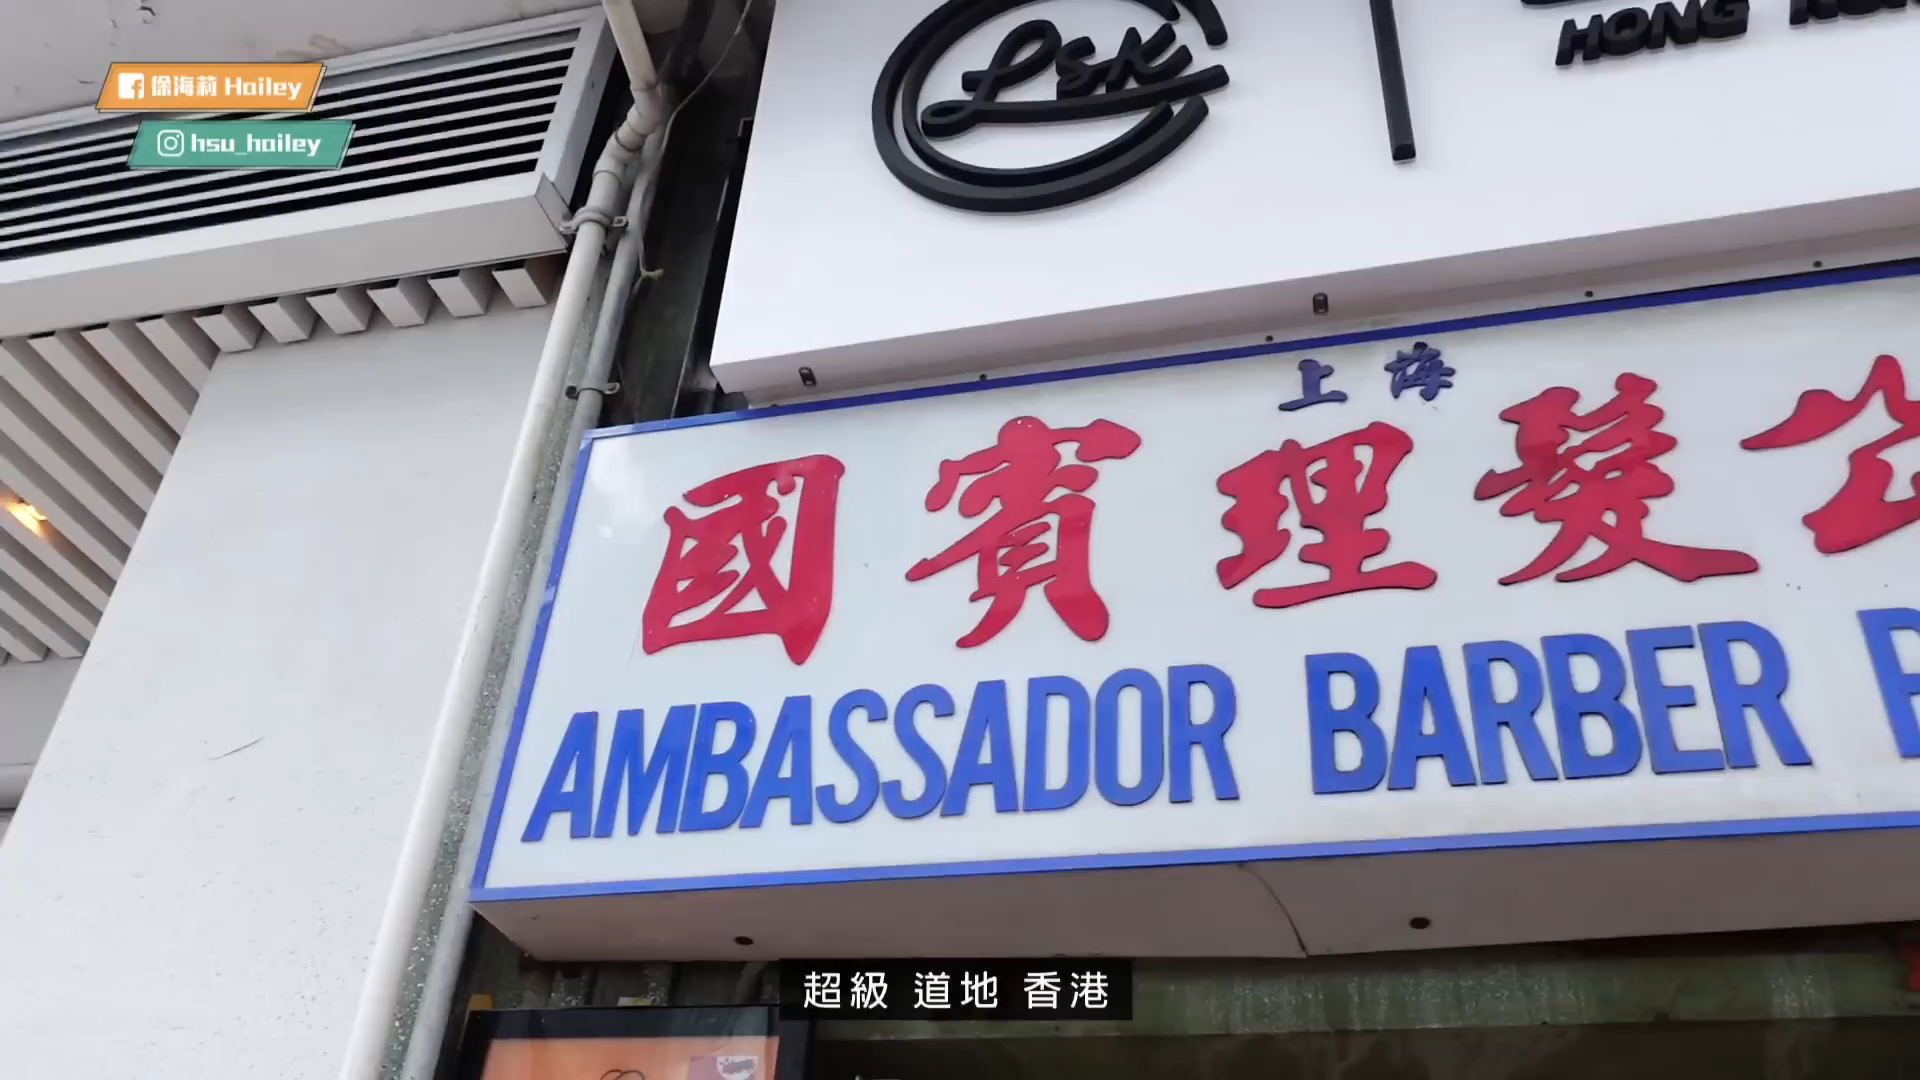 徐海莉 Hailey
hsu_hailey
LSK
HONG
上海
國賓理髮公
AMBASSADOR BARBER
超級 道地 香港